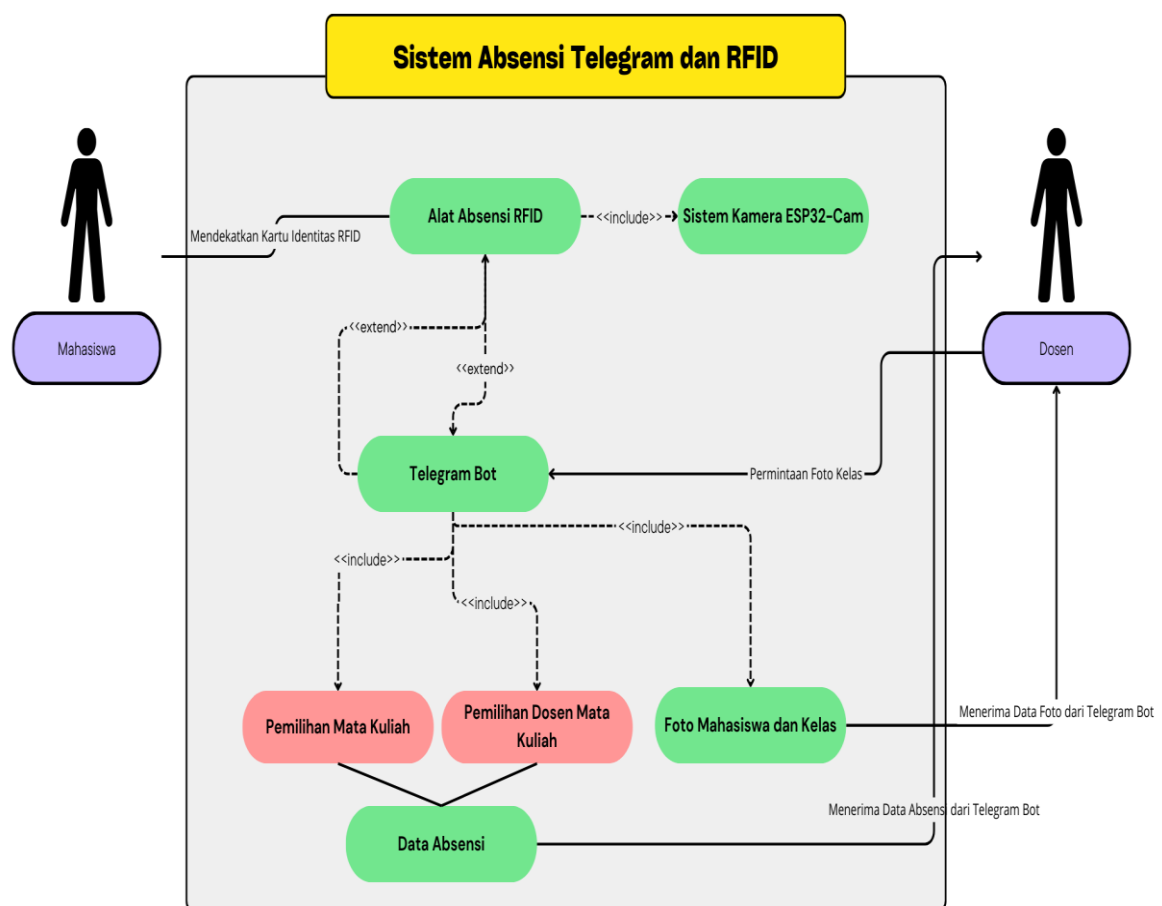 Sistem Absensi Telegram dan RFID
Alat Absensi RFID
<<include>>
Sistem Kamera ESP32-Cam
Mendekatkan Kartu Identitas RFID
Mahasiswa
Dosen
<<extend>>
<<extend>>
Telegram Bot
Permintaan Foto Kelas
<<include>>
<<include>>
<<include>>
Pemilihan Mata Kuliah
Pemilihan Dosen Mata
Kuliah
Foto Mahasiswa dan Kelas
Menerima Data Foto dari Telegram Bot
Menerima Data Absensi dari Telegram Bot
Data Absensi